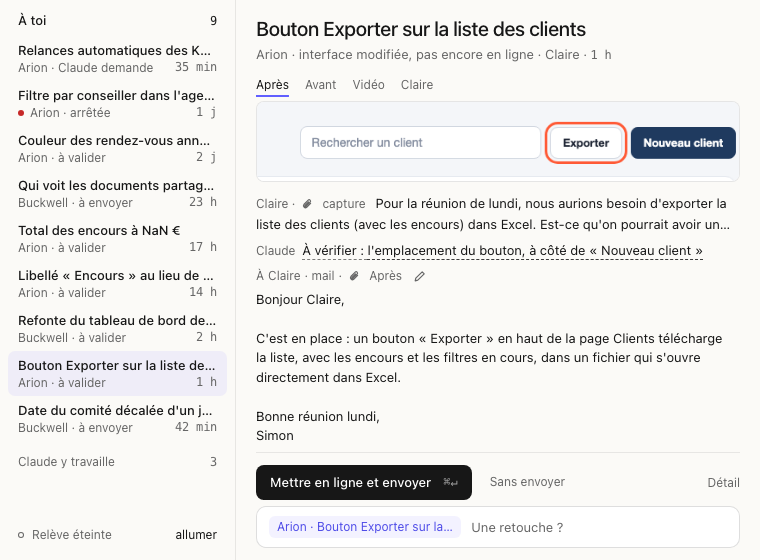 À toi 9
Relances automatiques des K...
Arion · Claude demande 35 min
Filtre par conseiller dans l'age...
Arion · arrêtée 1 j
Couleur des rendez-vous ann...
Arion · à valider 2 j
Qui voit les documents partag...
Buckwell · à envoyer 23 h
Total des encours à NaN €
Arion · à valider 17 h
Libellé « Encours » au lieu de ...
Arion · à valider 14 h
Refonte du tableau de bord de...
Buckwell · à valider 2 h
Bouton Exporter sur la liste de...
Arion · à valider 1 h
Date du comité décalée d'un j...
Buckwell · à envoyer 42 min
Claude y travaille 3
Relève éteinte allumer
Bouton Exporter sur la liste des clients
Arion · interface modifiée, pas encore en ligne · Claire · 1 h
Après Avant Vidéo Claire
Rechercher un client Exporter Nouveau client
Claire · capture Pour la réunion de lundi, nous aurions besoin d'exporter la
liste des clients (avec les encours) dans Excel. Est-ce qu'on pourrait avoir un...
Claude À vérifier : l'emplacement du bouton, à côté de « Nouveau client »
À Claire · mail · Après
Bonjour Claire,
C'est en place : un bouton « Exporter » en haut de la page Clients télécharge
la liste, avec les encours et les filtres en cours, dans un fichier qui s'ouvre
directement dans Excel.
Bonne réunion lundi,
Simon
Mettre en ligne et envoyer ⌘↵ Sans envoyer Détail
Arion · Bouton Exporter sur la... Une retouche ?